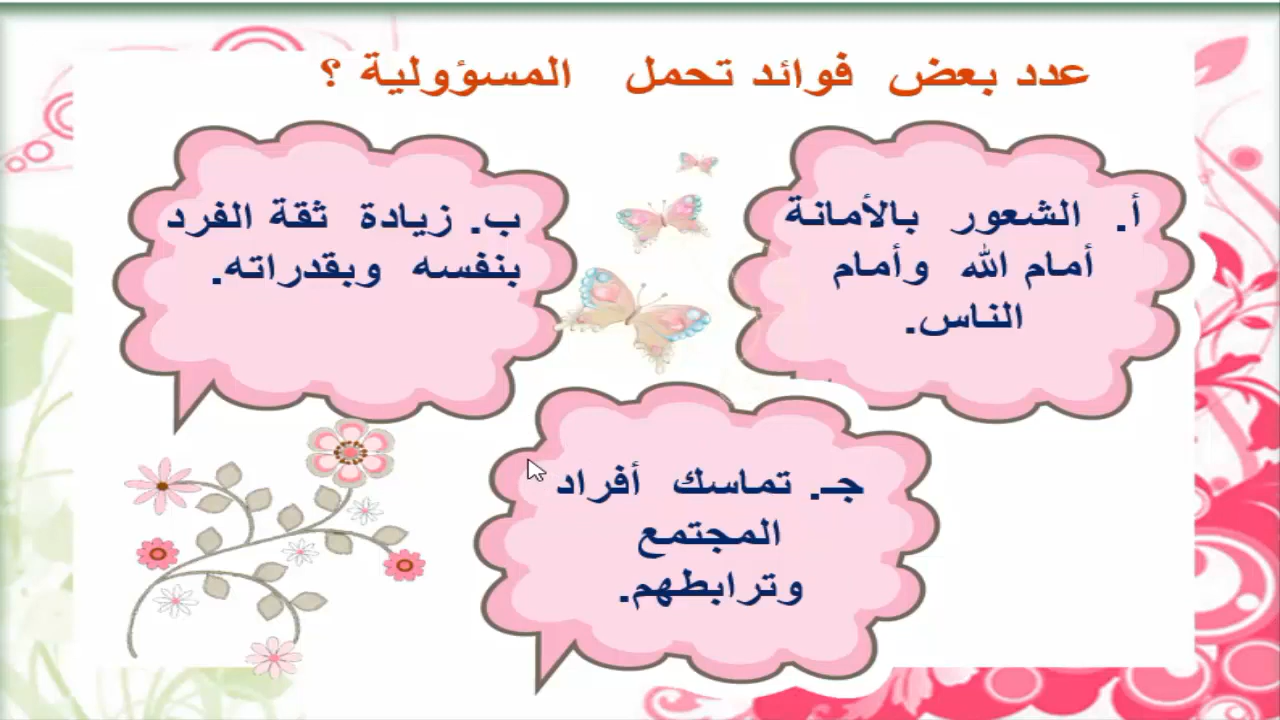 عدد بعض فوائد تحمل المسؤولية ؟
أ. الشعور بالأمانة
أمام الله وأمام
الناس.
ب. زيادة ثقة الفرد
بنفسه وبقدراته.
جـ. تماسك أفراد
المجتمع
وترابطهم.